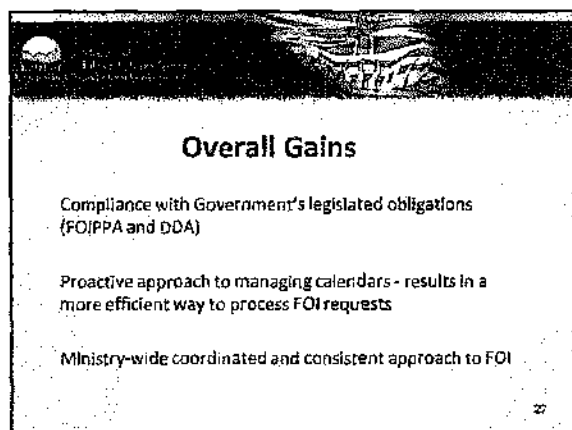 Overall Gains
Compliance with Government's legislated obligations
(FOIPPA and DDA)
Proactive approach to managing calendars - results in a
more efficient way to process FOI requests
Ministry-wide coordinated and consistent approach to FOI
27